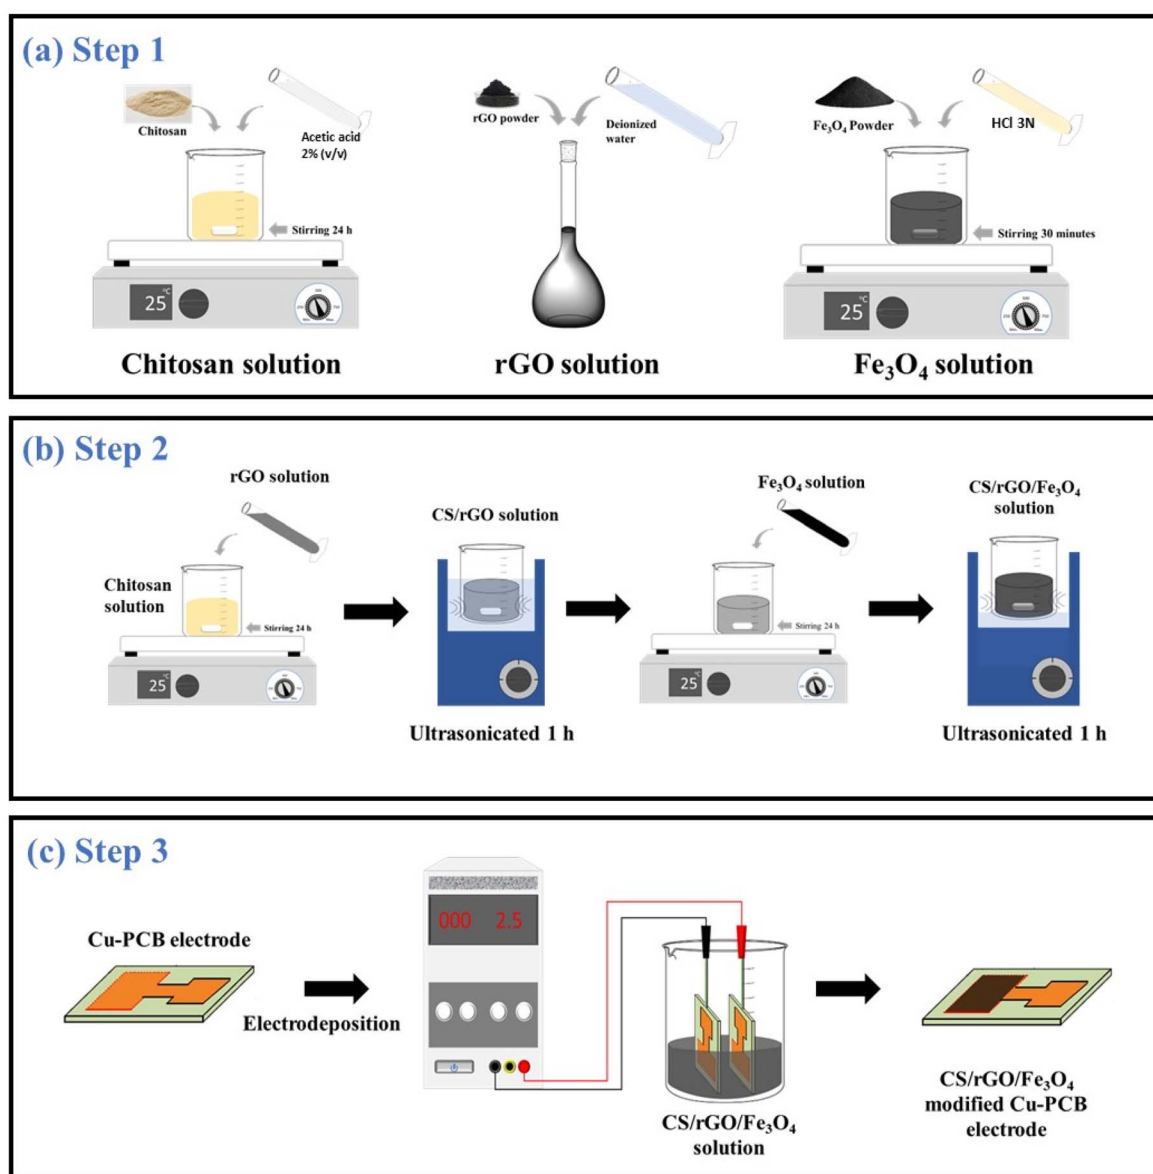 (a) Step 1
Chitosan
Acetic acid
2% (v/v)
Stirring 24 h
25 °C
Chitosan solution
rGO powder
Deionized
water
rGO solution
Fe3O4 Powder
HCl 3N
Stirring 30 minutes
25 °C
Fe3O4 solution
(b) Step 2
rGO solution
Chitosan
solution
Stirring 24 h
25
CS/rGO solution
Ultrasonicated 1 h
Fe3O4 solution
Stirring 24 h
25
CS/rGO/Fe3O4
solution
Ultrasonicated 1 h
(c) Step 3
Cu-PCB electrode
Electrodeposition
000 2.5
CS/rGO/Fe3O4
solution
CS/rGO/Fe3O4
modified Cu-PCB
electrode